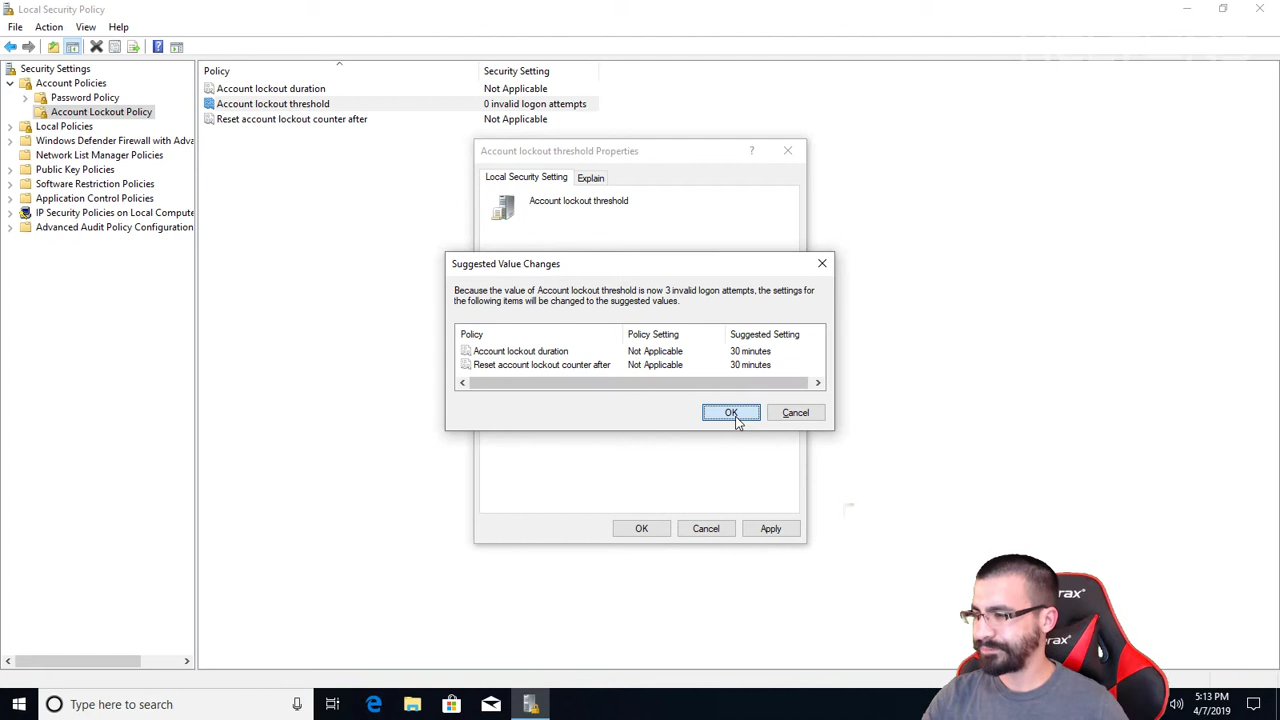 Local Security Policy
File Action View Help
Security Settings
Account Policies
Password Policy
Account Lockout Policy
Local Policies
Windows Defender Firewall with Adva
Network List Manager Policies
Public Key Policies
Software Restriction Policies
Application Control Policies
IP Security Policies on Local Compute
Advanced Audit Policy Configuration
Policy Security Setting
Account lockout duration Not Applicable
Account lockout threshold 0 invalid logon attempts
Reset account lockout counter after Not Applicable
Account lockout threshold Properties
?
Local Security Setting Explain
Account lockout threshold
Suggested Value Changes
Because the value of Account lockout threshold is now 3 invalid logon attempts, the settings for
the following items will be changed to the suggested values.
Policy Policy Setting Suggested Setting
Account lockout duration Not Applicable 30 minutes
Reset account lockout counter after Not Applicable 30 minutes
OK Cancel
OK Cancel Apply
Type here to search
5:13 PM
4/7/2019